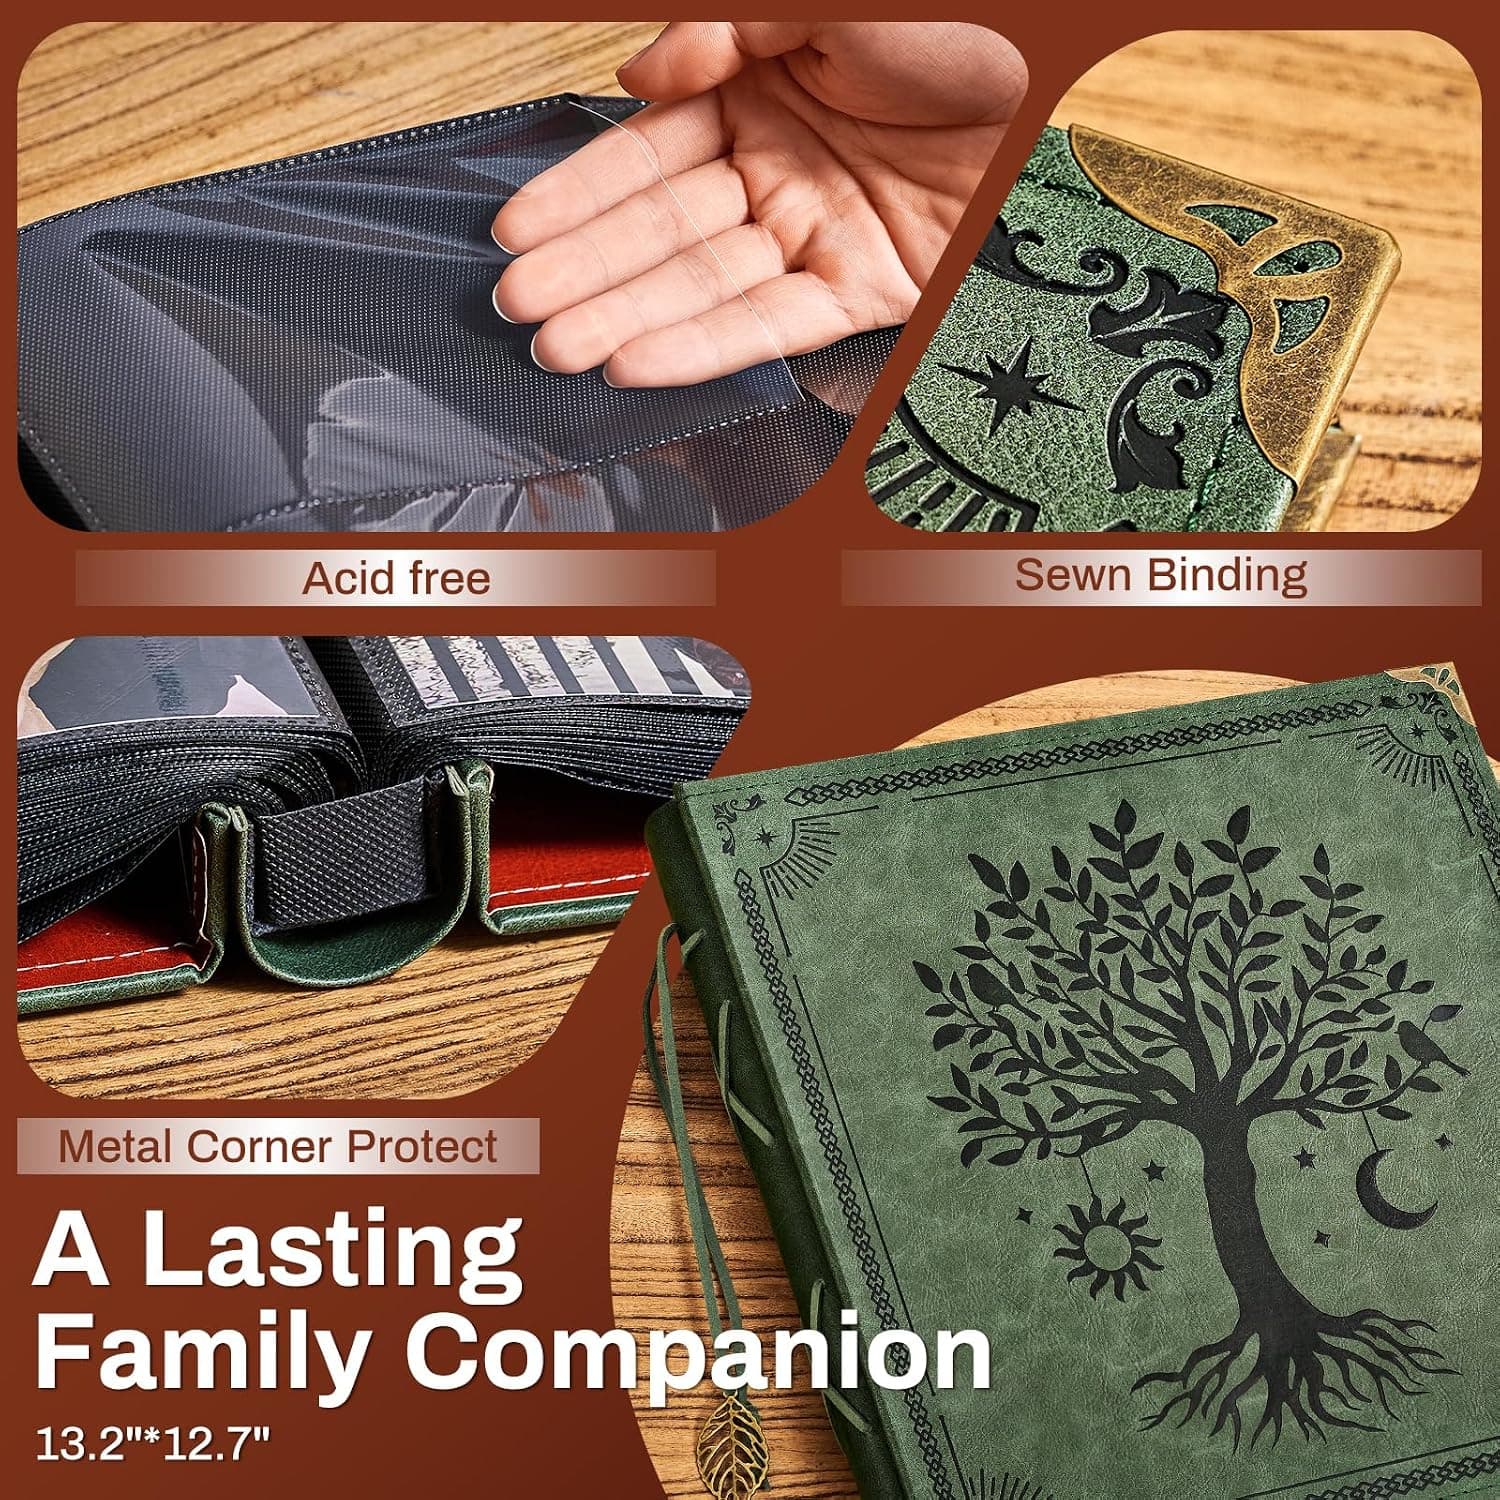 Acid free
Sewn Binding
Metal Corner Protect
A Lasting
Family Companion
13.2"*12.7"